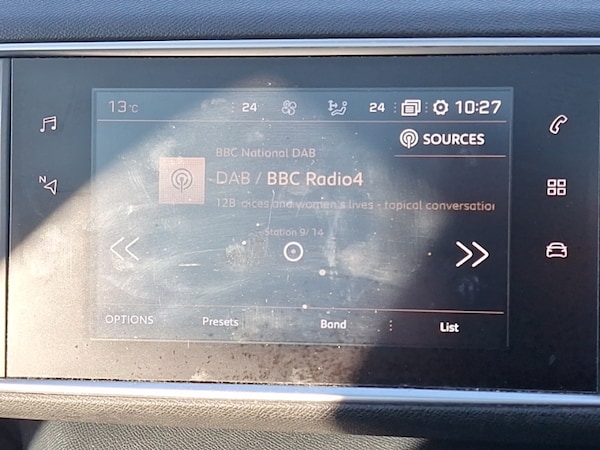 13°C 24 24 10:27
SOURCES
BBC National DAB
DAB / BBC Radio4
12B oices and women's lives - topical conversation
Station 9/ 14
N
OPTIONS Presets Band List